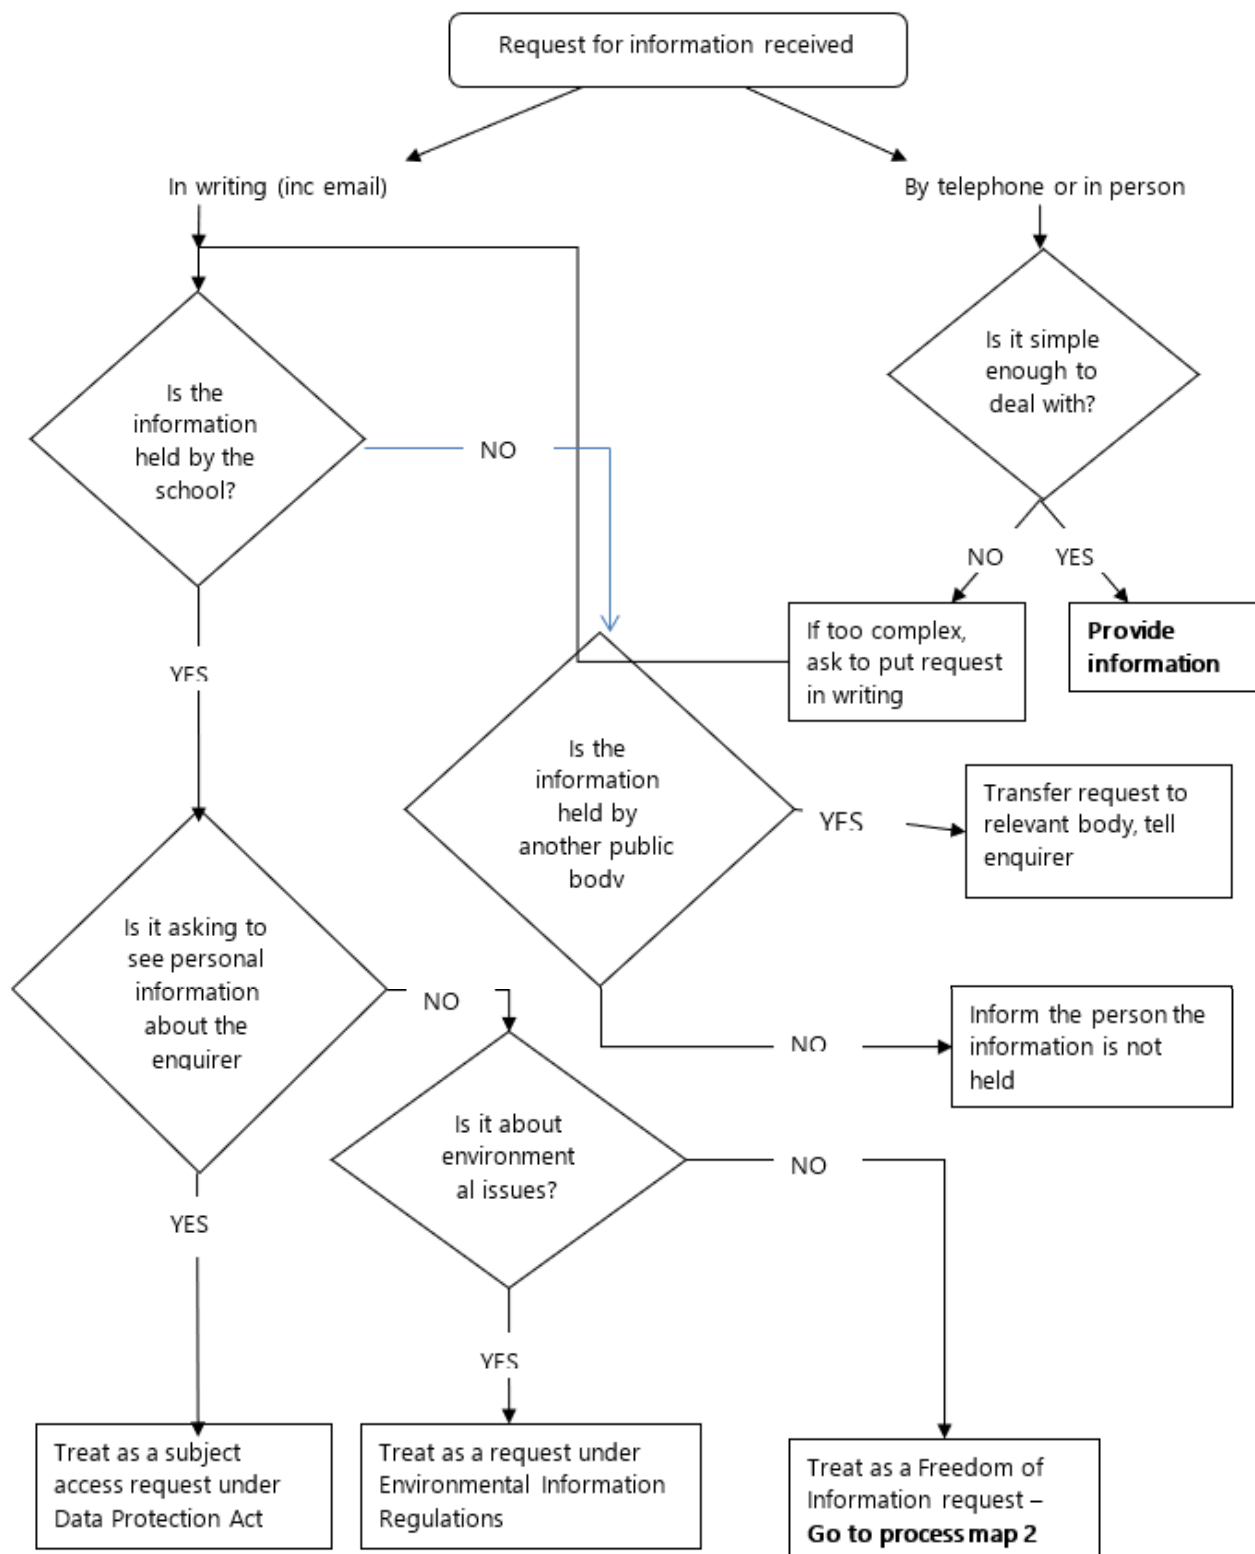 Request for information received
In writing (inc email)
By telephone or in person
Is it simple
enough to
deal with?
Is the
information
held by the
school?
NO
NO
YES
If too complex,
ask to put request
in writing
Provide
information
YES
Is the
information
held by
another public
body
YES
Transfer request to
relevant body, tell
enquirer
Is it asking to
see personal
information
about the
enquirer
NO
Inform the person the
information is not
held
NO
Is it about
environment
al issues?
NO
YES
YES
Treat as a subject
access request under
Data Protection Act
Treat as a request under
Environmental Information
Regulations
Treat as a Freedom of
Information request –
Go to process map 2